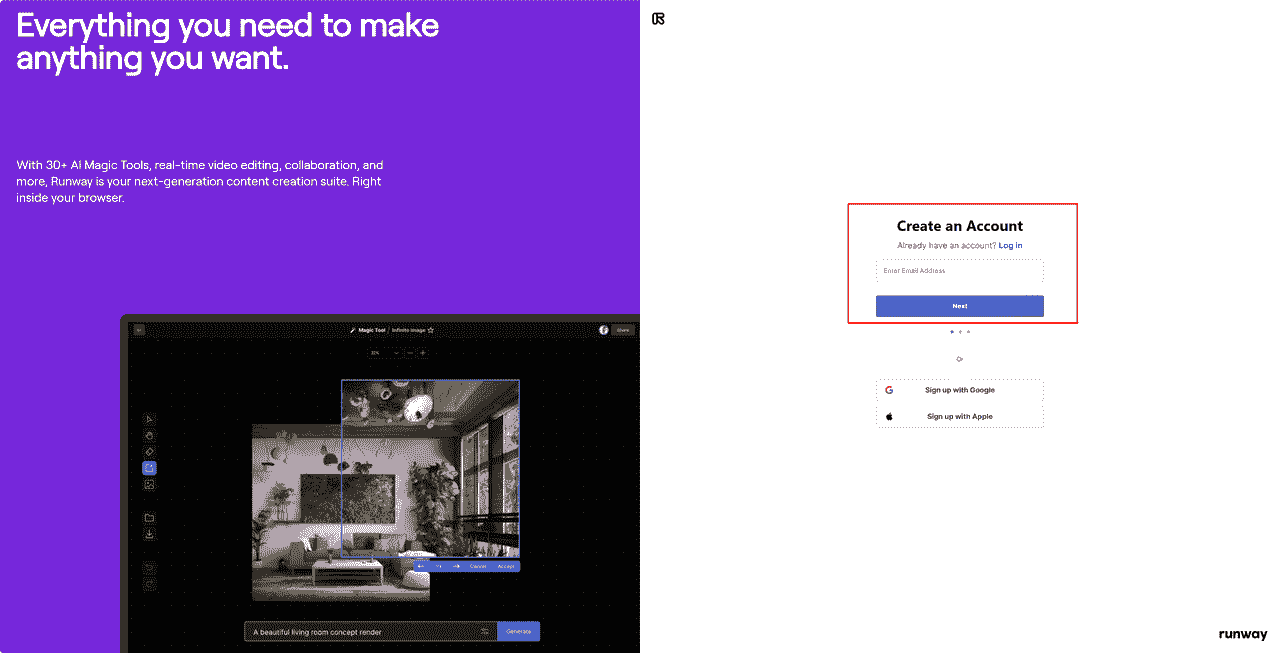 Everything you need to make
anything you want.
With 30+ AI Magic Tools, real-time video editing, collaboration, and
more, Runway is your next-generation content creation suite. Right
inside your browser.
Magic Tool / Infinite Image
Share
32%
Cancel Accept
A beautiful living room concept render
Generate
Create an Account
Already have an account? Log in
Enter Email Address
Next
Or
Sign up with Google
Sign up with Apple
runway